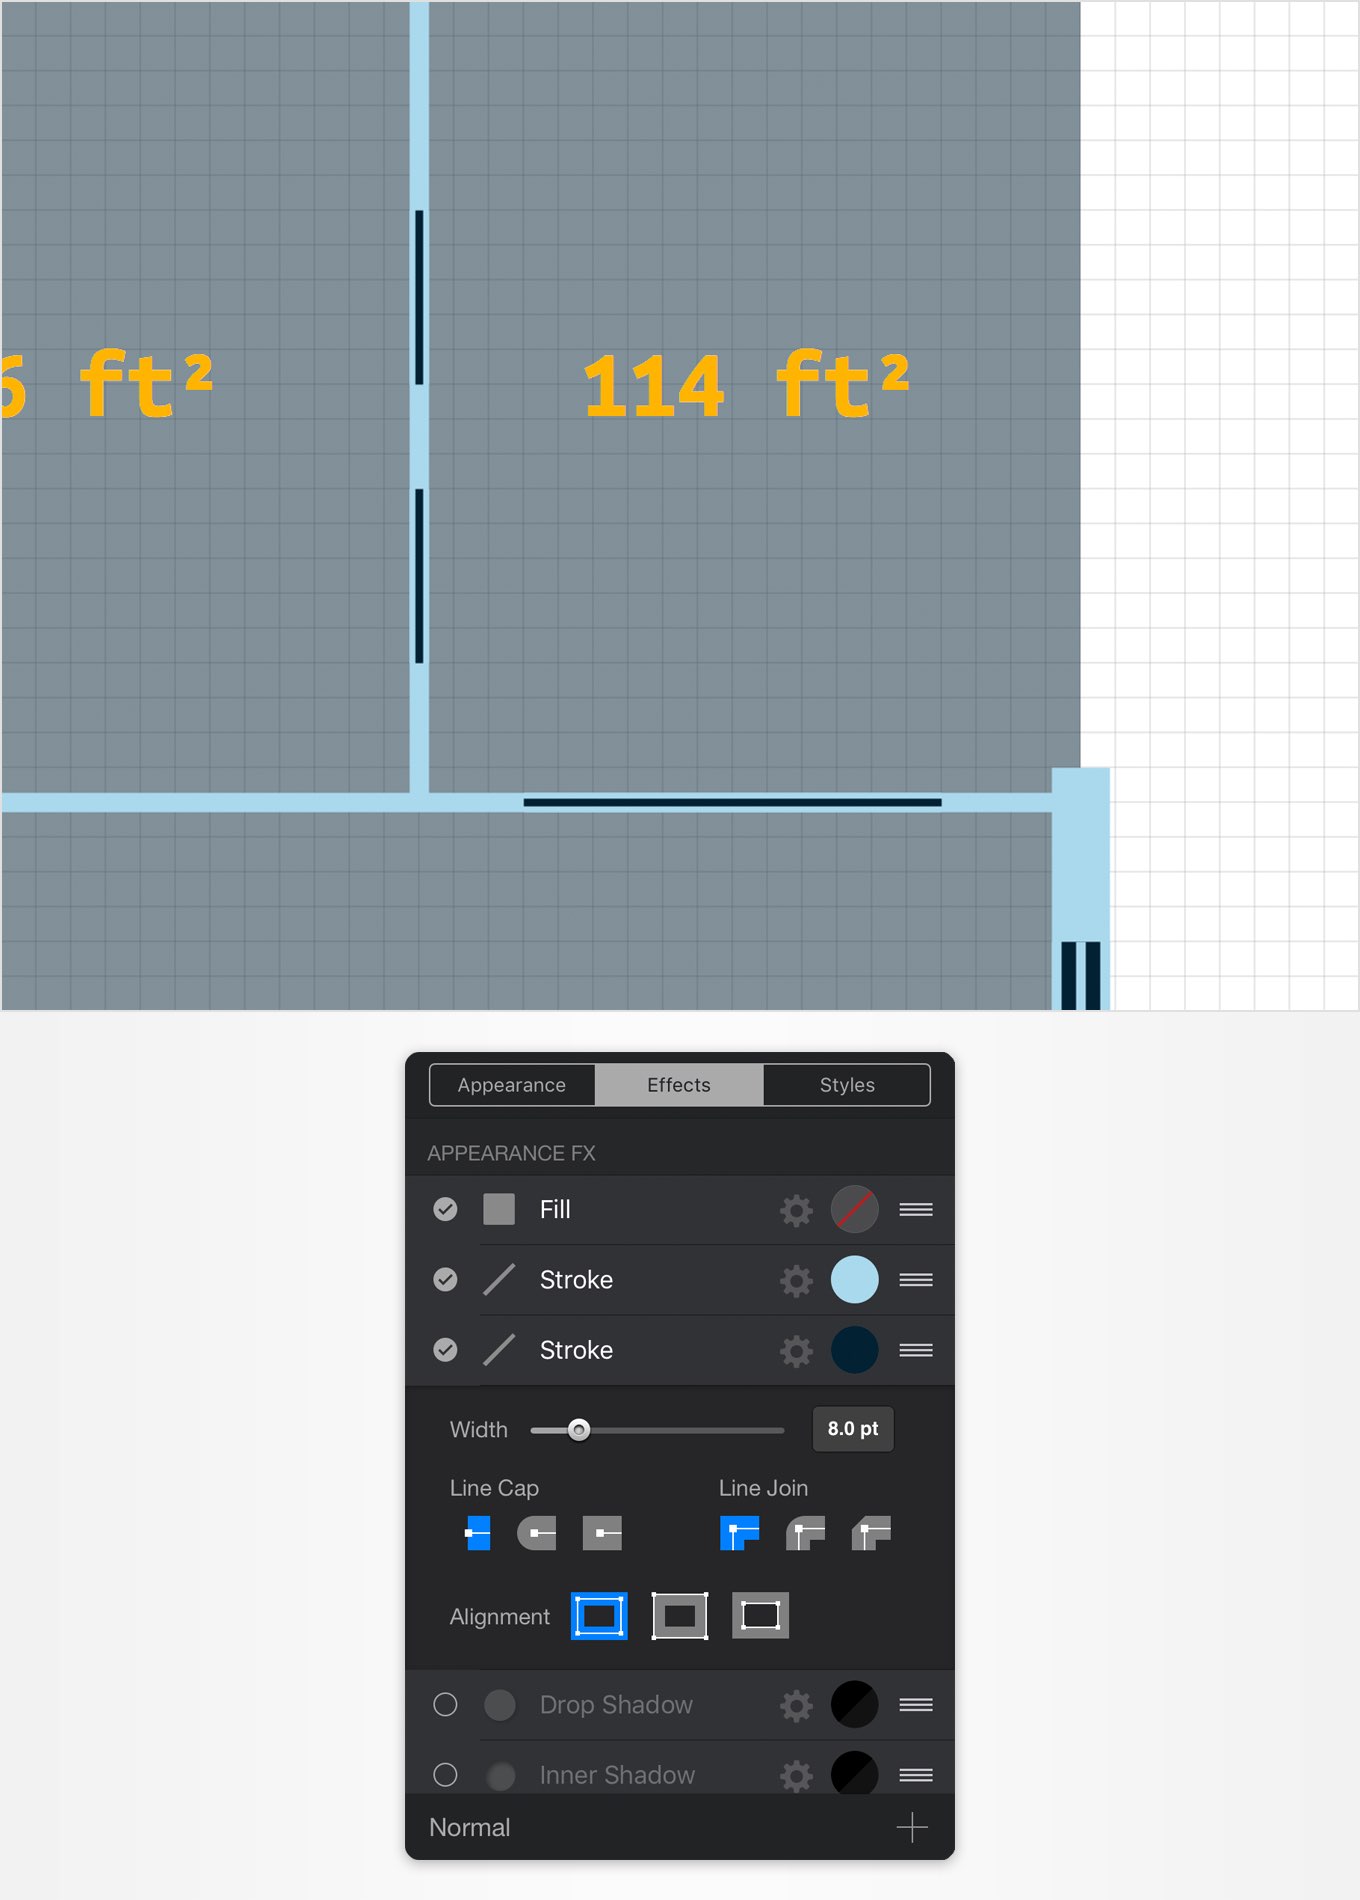 6 ft²
114 ft²
Appearance
Effects
Styles
APPEARANCE FX
Fill
Stroke
Stroke
Width
8.0 pt
Line Cap
Line Join
Alignment
Drop Shadow
Inner Shadow
Normal